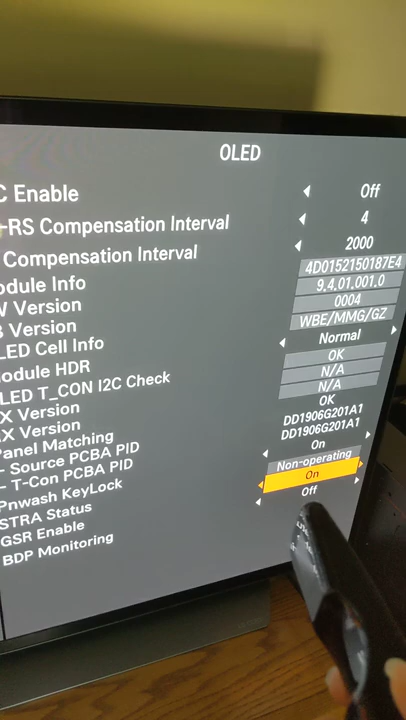 OLED
C Enable Off
-RS Compensation Interval 4
Compensation Interval 2000
odule Info 4D0152150187E4
W Version 9.4.01.001.0
Version 0004
LED Cell Info WBE/MMG/GZ
odule HDR Normal
LED T_CON I2C Check OK
X Version N/A
X Version N/A
Panel Matching OK
- Source PCBA PID DD1906G201A1
- T-Con PCBA PID DD1906G201A1
Pnwash KeyLock On
STRA Status Non-operating
GSR Enable On
BDP Monitoring Off